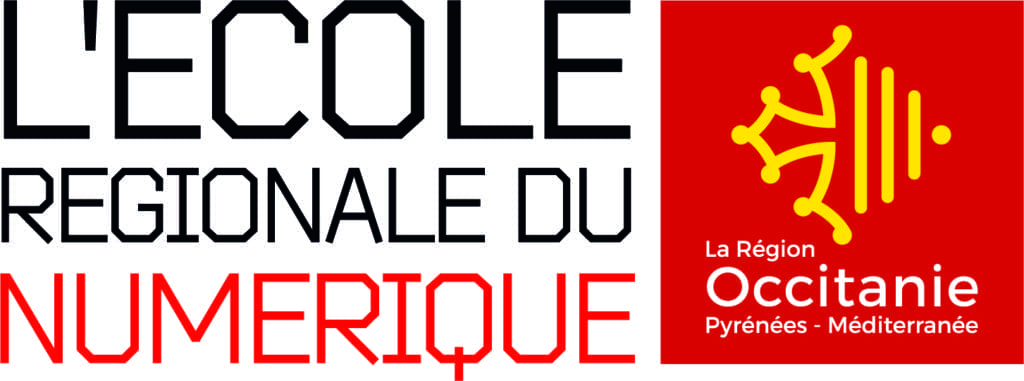 L'ECOLE
REGIONALE DU
NUMERIQUE
La Région
Occitanie
Pyrénées - Méditerranée